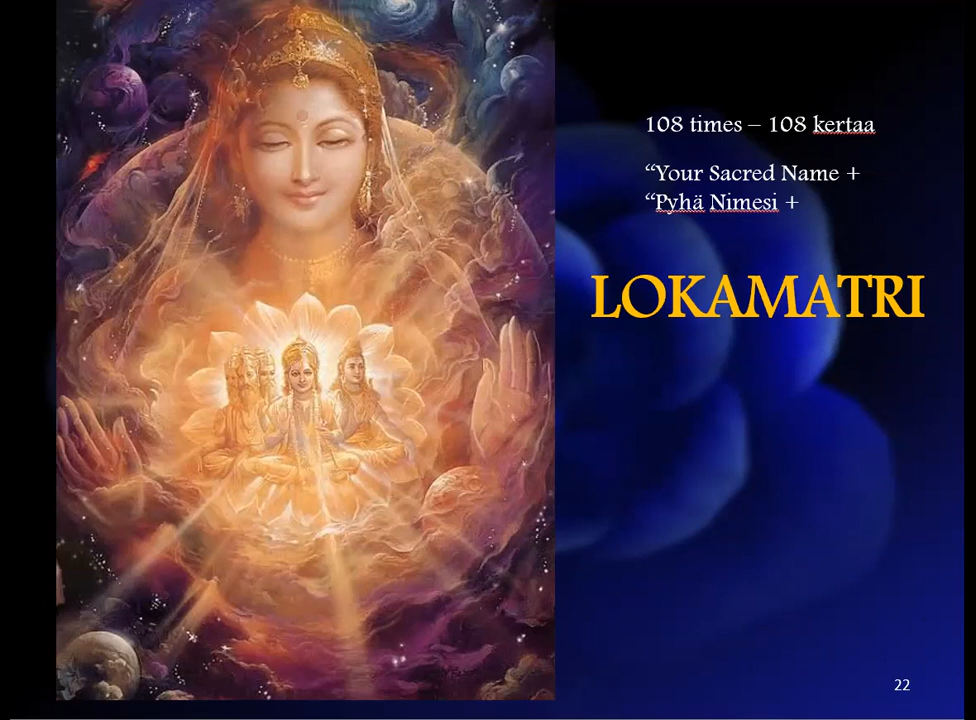 108 times – 108 kertaa
“Your Sacred Name +
“Pyhä Nimesi +
LOKAMATRI
22